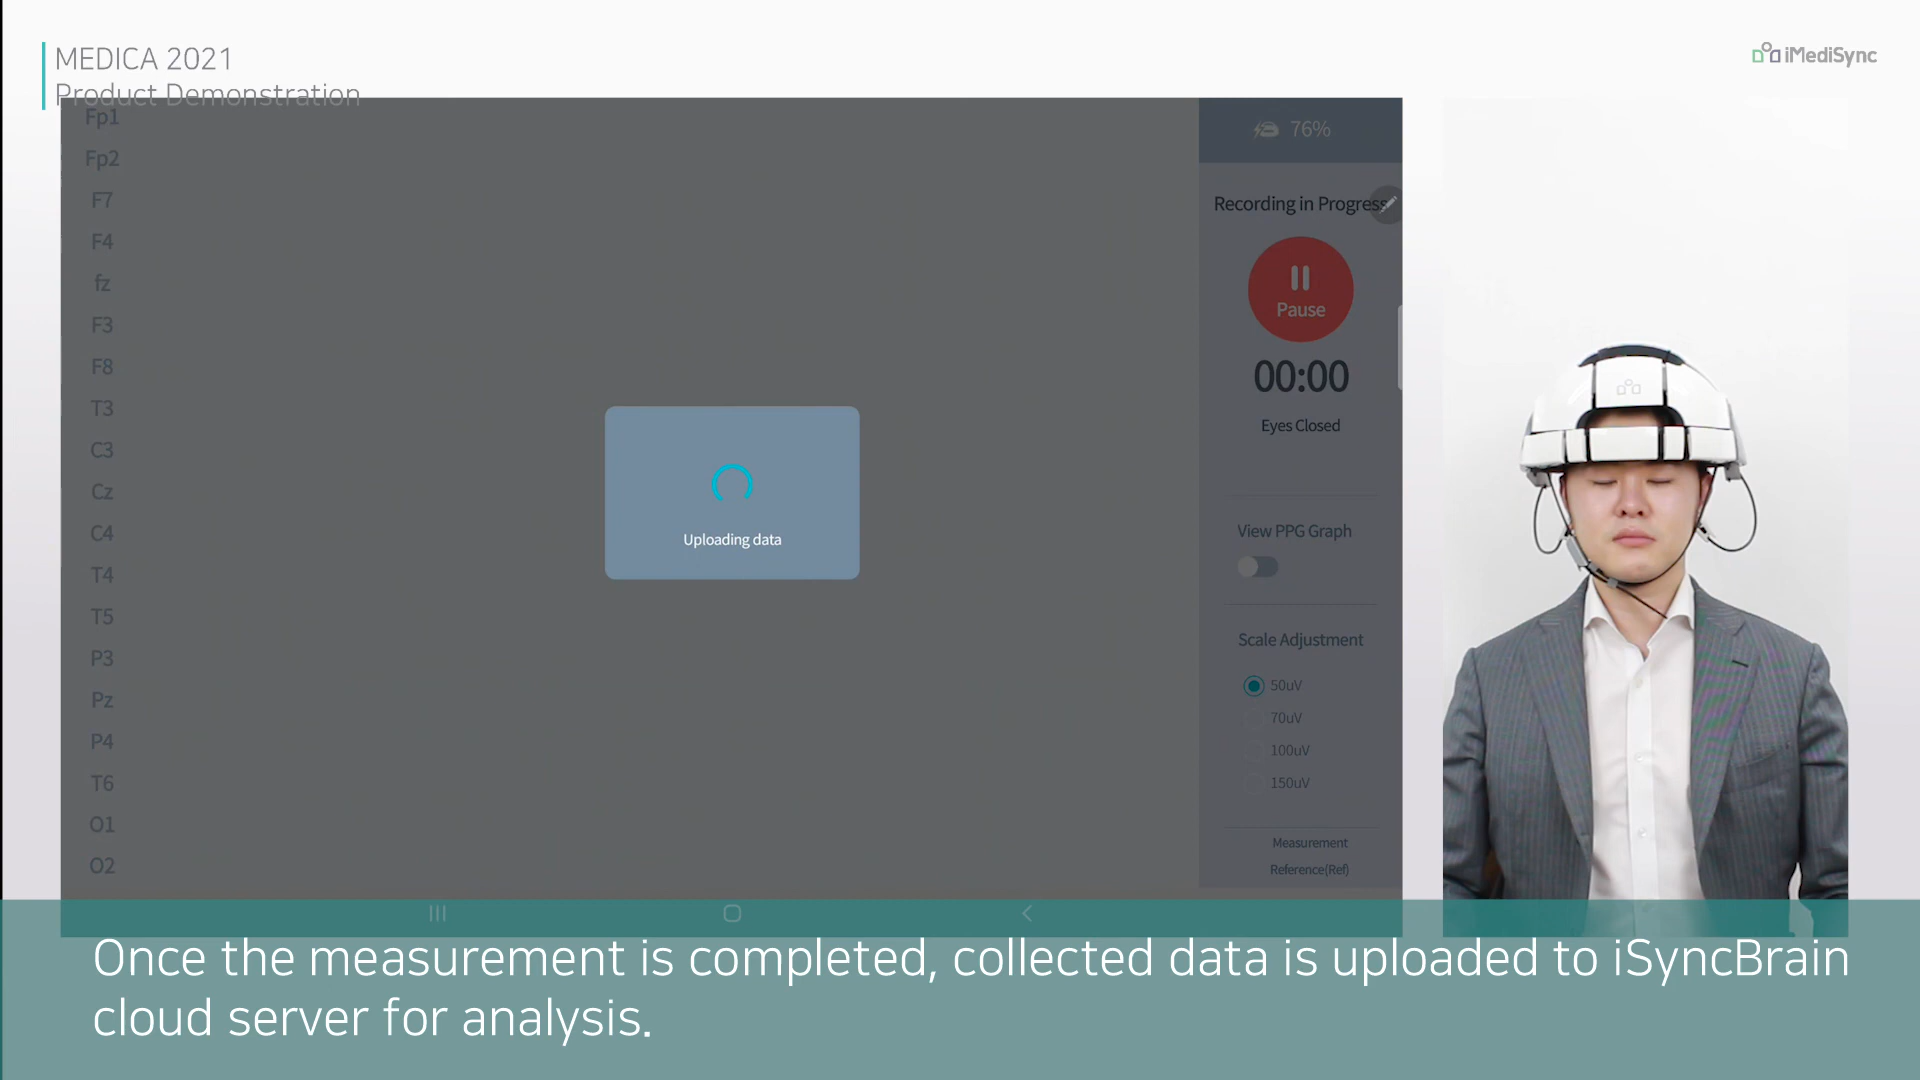 MEDICA 2021
Product Demonstration
iMediSync
Fp1
Fp2
F7
F4
fz
F3
F8
T3
C3
Cz
C4
T4
T5
P3
Pz
P4
T6
O1
O2
Uploading data
76%
Recording in Progress
Pause
00:00
Eyes Closed
View PPG Graph
Scale Adjustment
50uV
70uV
100uV
150uV
Measurement
Reference(Ref)
Once the measurement is completed, collected data is uploaded to iSyncBrain
cloud server for analysis.